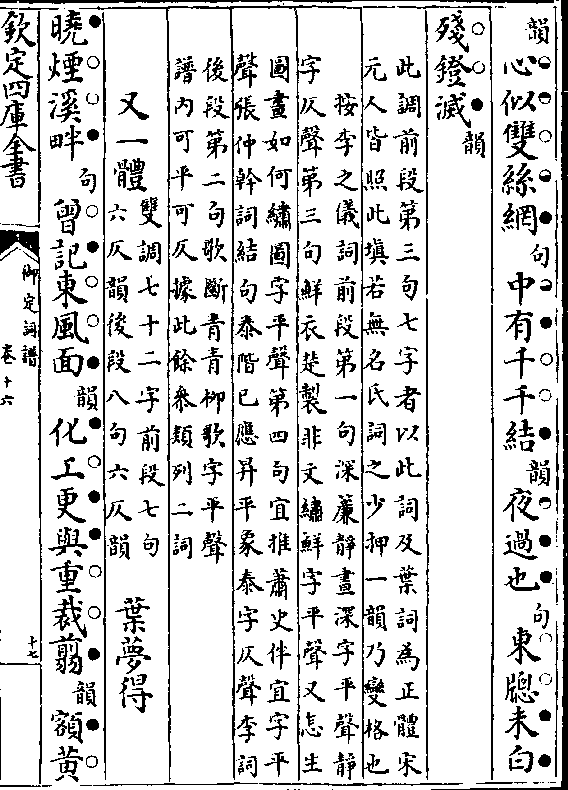 韻心似雙絲網句中有千千結韻夜過也句東牎未白
殘鐙滅韻
此調前段第三句七字者以此詞及葉詞為正體宋
元人皆照此填若無名氏詞之少押一韻乃變格也
按李之儀詞前段第一句深簾靜晝深字平聲靜
字仄聲第三句鮮衣楚製非文繡鮮字平聲又怎生
圖畫如何繡圖字平聲第四句宜推蕭史伴宜字平
聲張仲幹詞結句泰階已應昇平象泰字仄聲李詞
後段第二句歌斷青青柳歌字平聲
譜内可平可仄據此餘叅類列二詞
又一體雙調七十二字前段七句
六仄韻後段八句六仄韻
葉夢得
曉煙溪畔句曾記東風面韻化工更與重裁翦韻額黃
欽定四庫全書
御定詞譜
卷十六
十七